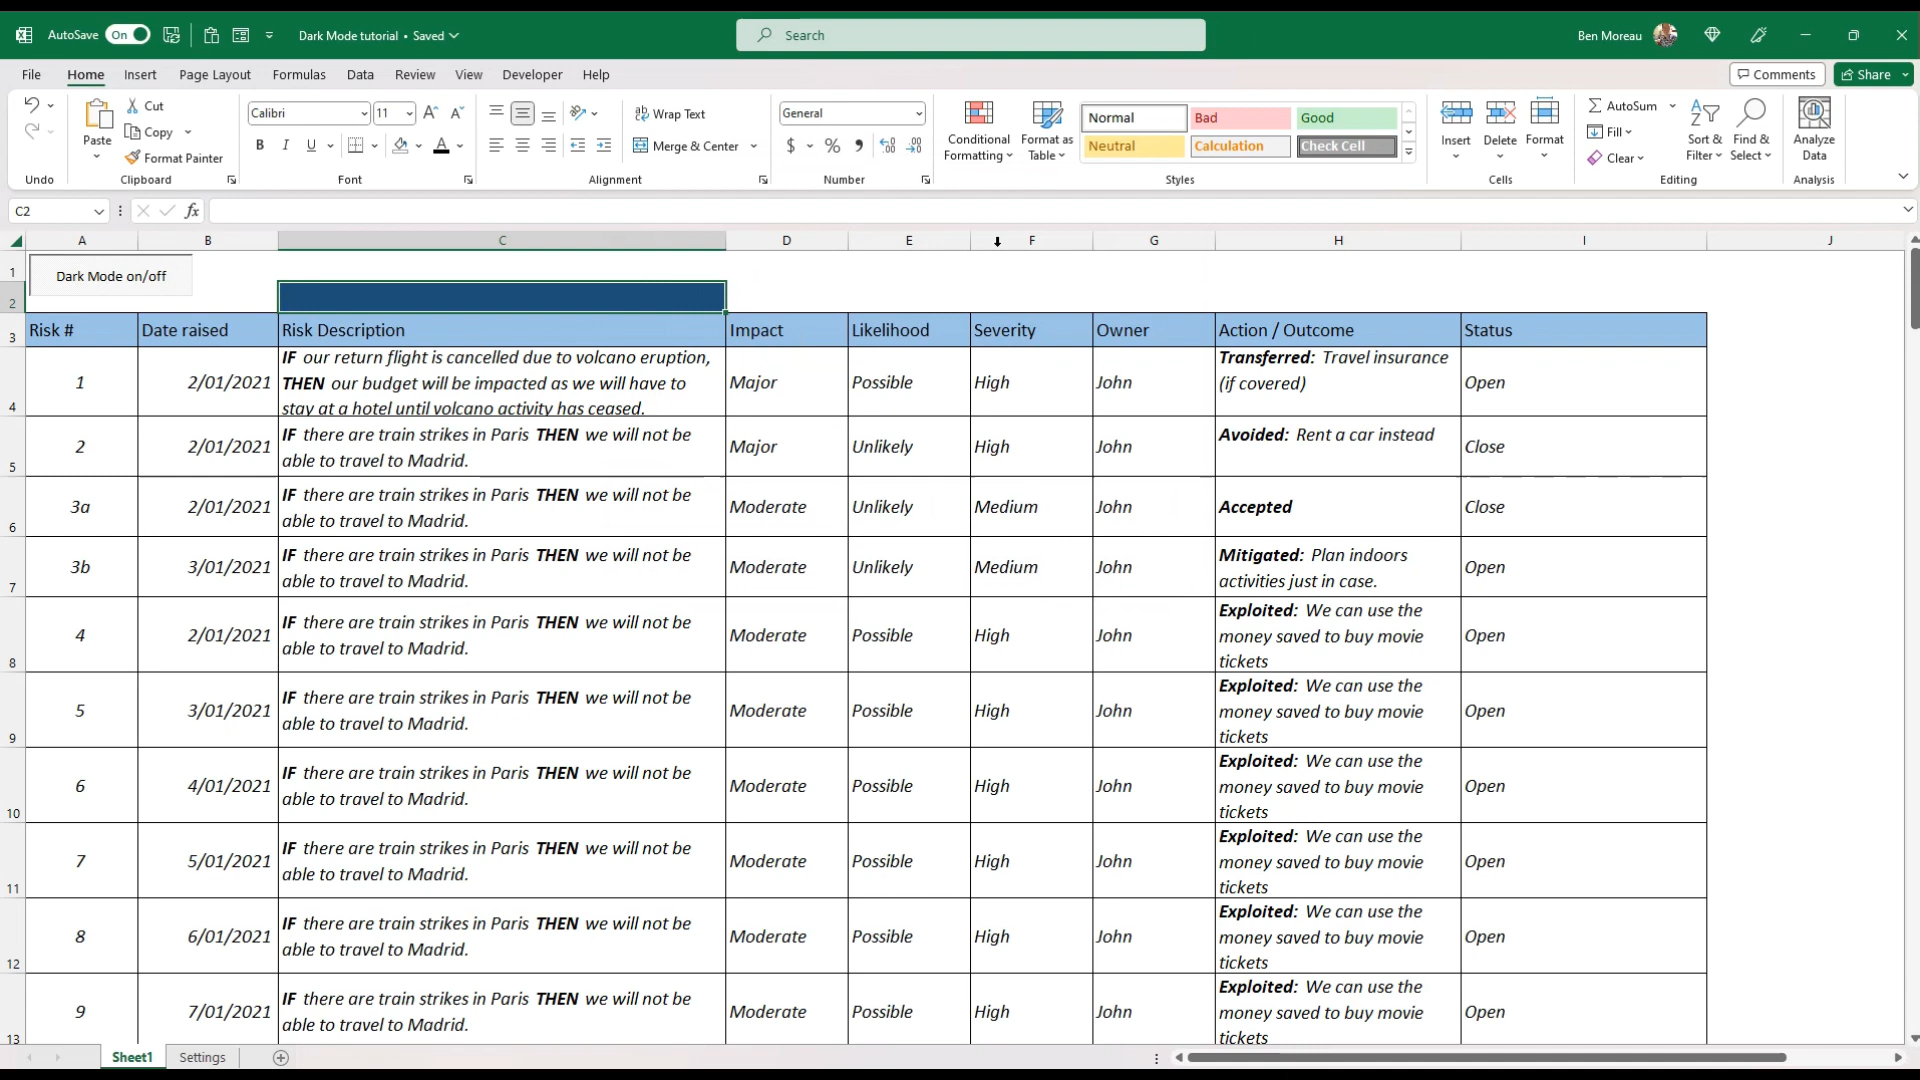 AutoSave On Dark Mode tutorial • Saved Search Ben Moreau
File Home Insert Page Layout Formulas Data Review View Developer Help Comments Share
Paste Cut Copy Format Painter
Calibri 11 B I U A
Wrap Text Merge & Center
General $ % 9
Conditional Formatting Format as Table
Normal Bad Good
Neutral Calculation Check Cell
Insert Delete Format
AutoSum Fill Clear
Sort & Filter Find & Select
Analyze Data
Undo Clipboard Font Alignment Number Styles Cells Editing Analysis
C2 fx
A B C D E F G H I J
1 Dark Mode on/off
2
3 Risk # Date raised Risk Description Impact Likelihood Severity Owner Action / Outcome Status
4 1 2/01/2021 IF our return flight is cancelled due to volcano eruption, THEN our budget will be impacted as we will have to stay at a hotel until volcano activity has ceased. Major Possible High John Transferred: Travel insurance (if covered) Open
5 2 2/01/2021 IF there are train strikes in Paris THEN we will not be able to travel to Madrid. Major Unlikely High John Avoided: Rent a car instead Close
6 3a 2/01/2021 IF there are train strikes in Paris THEN we will not be able to travel to Madrid. Moderate Unlikely Medium John Accepted Close
7 3b 3/01/2021 IF there are train strikes in Paris THEN we will not be able to travel to Madrid. Moderate Unlikely Medium John Mitigated: Plan indoors activities just in case. Open
8 4 2/01/2021 IF there are train strikes in Paris THEN we will not be able to travel to Madrid. Moderate Possible High John Exploited: We can use the money saved to buy movie tickets Open
9 5 3/01/2021 IF there are train strikes in Paris THEN we will not be able to travel to Madrid. Moderate Possible High John Exploited: We can use the money saved to buy movie tickets Open
10 6 4/01/2021 IF there are train strikes in Paris THEN we will not be able to travel to Madrid. Moderate Possible High John Exploited: We can use the money saved to buy movie tickets Open
11 7 5/01/2021 IF there are train strikes in Paris THEN we will not be able to travel to Madrid. Moderate Possible High John Exploited: We can use the money saved to buy movie tickets Open
12 8 6/01/2021 IF there are train strikes in Paris THEN we will not be able to travel to Madrid. Moderate Possible High John Exploited: We can use the money saved to buy movie tickets Open
13 9 7/01/2021 IF there are train strikes in Paris THEN we will not be able to travel to Madrid. Moderate Possible High John Exploited: We can use the money saved to buy movie tickets Open
Sheet1 Settings